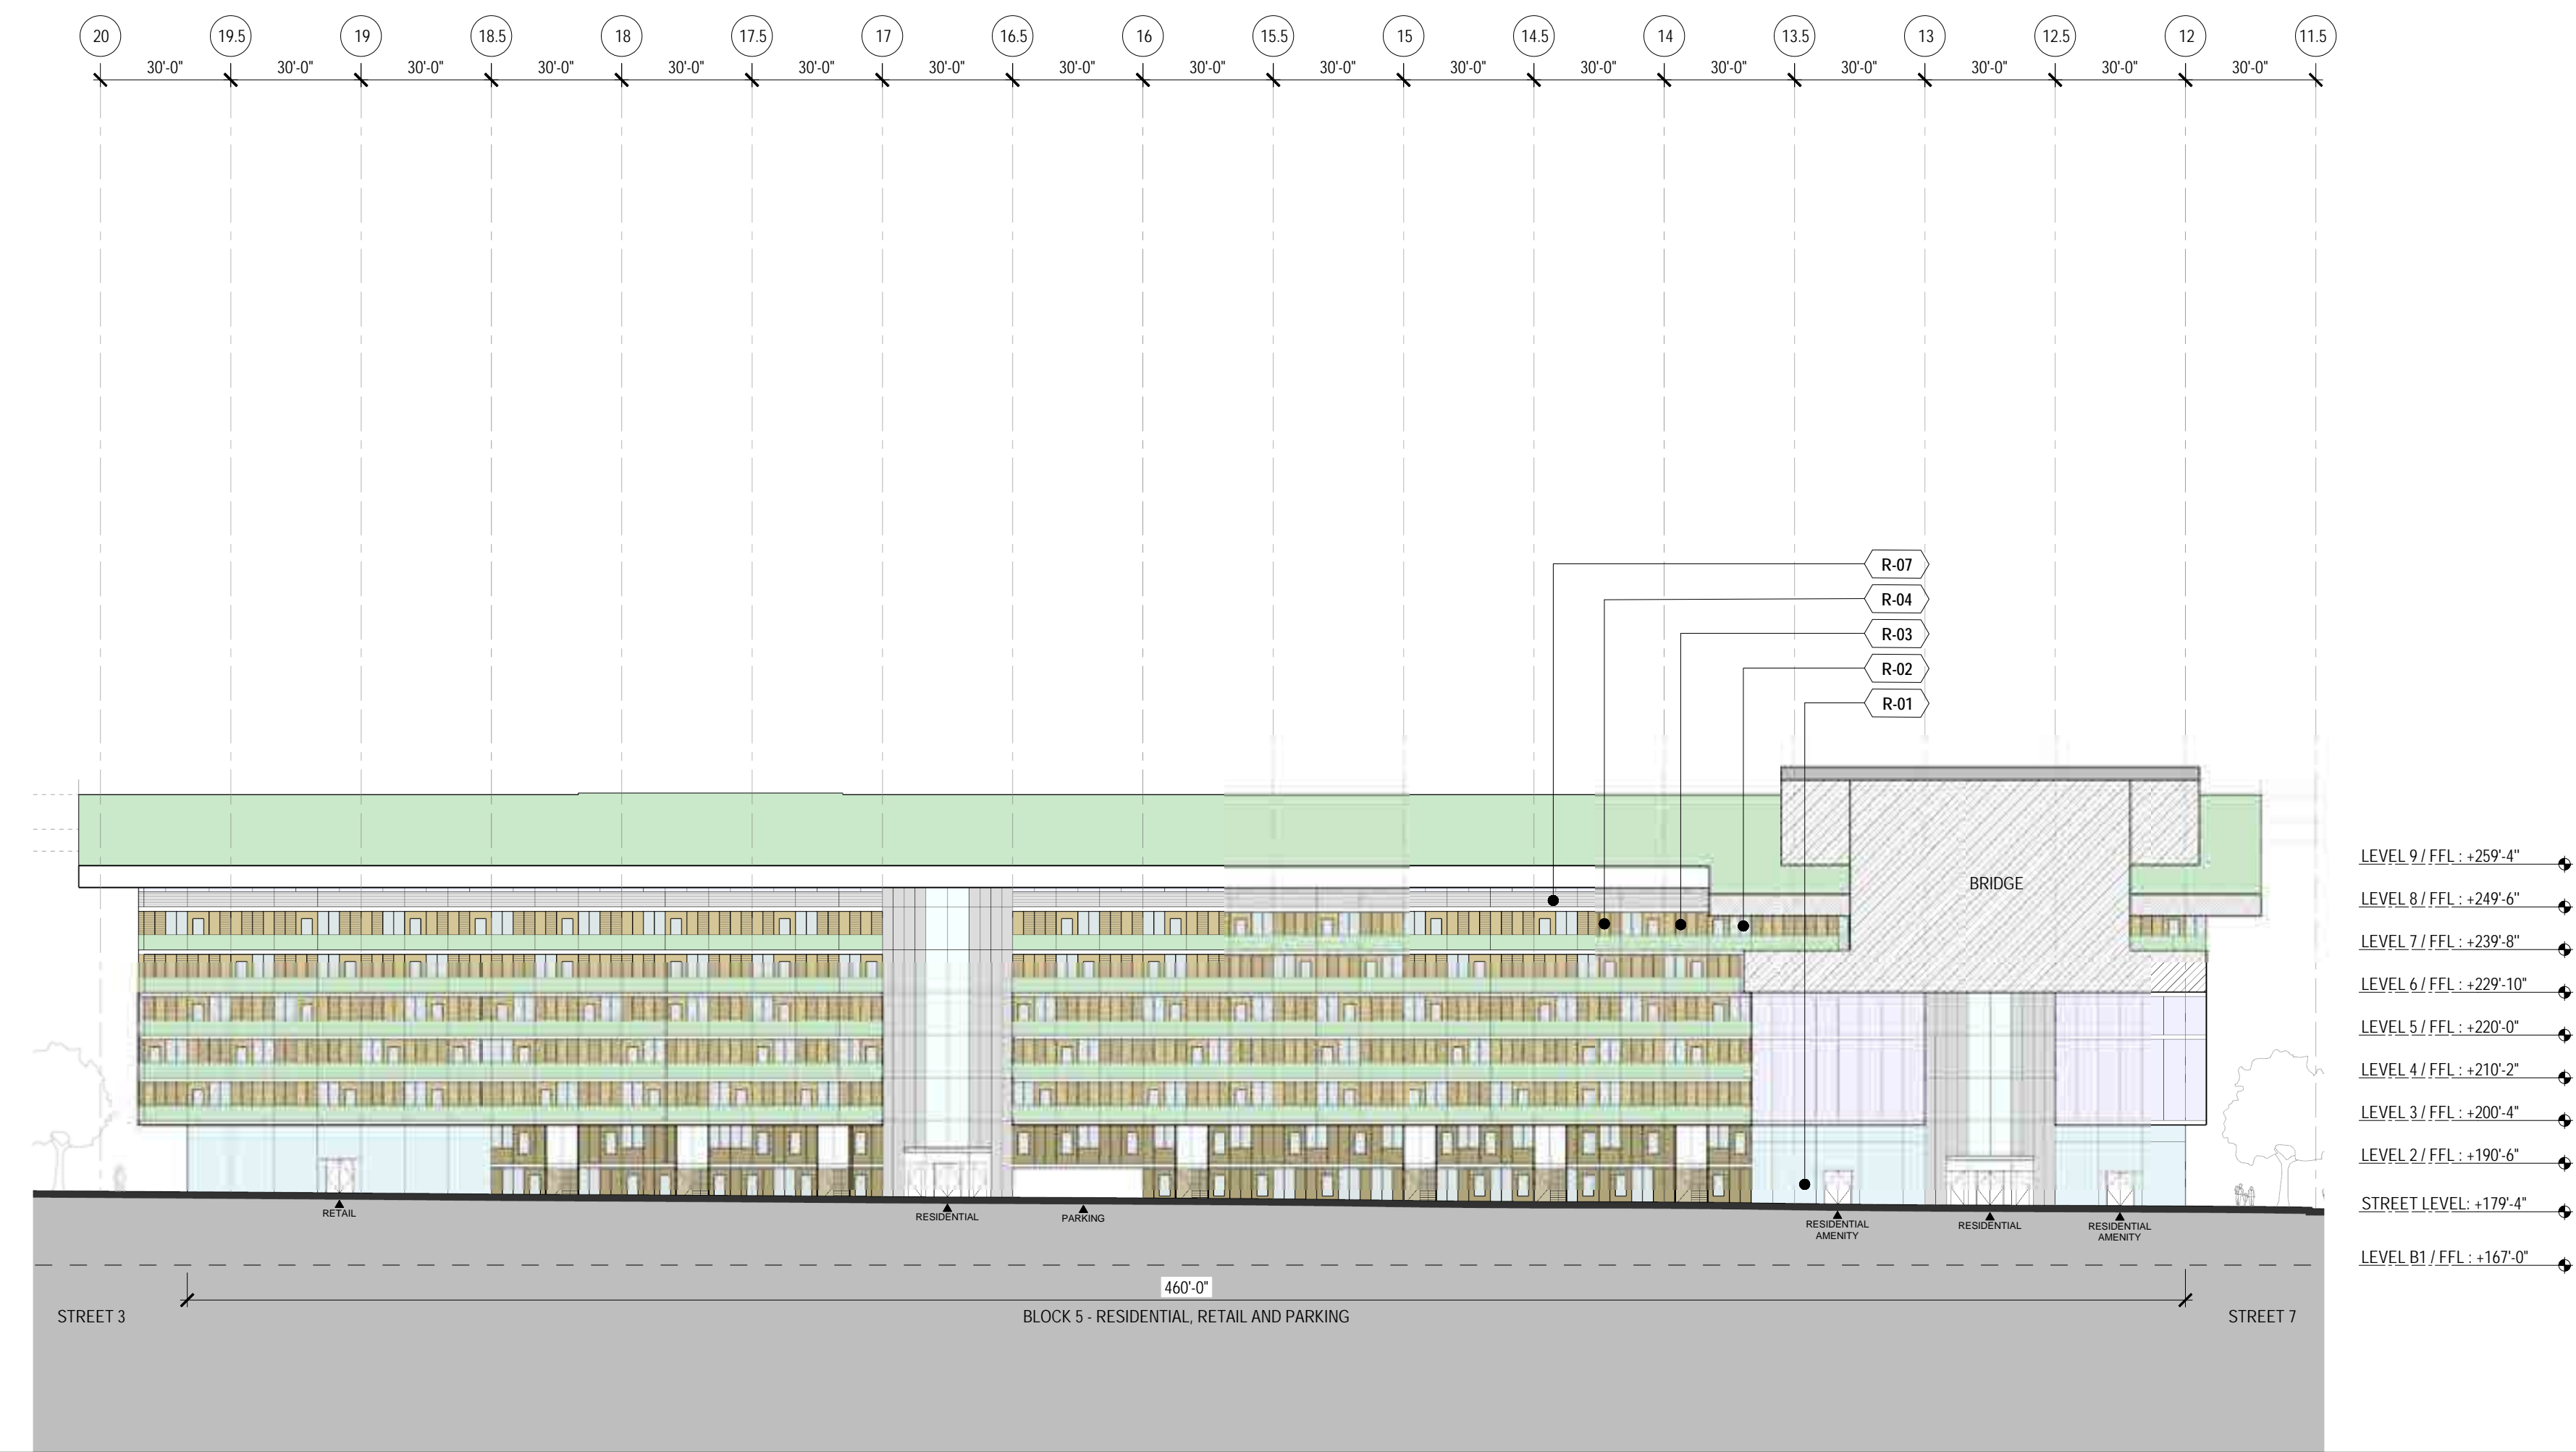 20 19.5 19 18.5 18 17.5 17 16.5 16 15.5 15 14.5 14 13.5 13 12.5 12 11.5
30'-0" 30'-0" 30'-0" 30'-0" 30'-0" 30'-0" 30'-0" 30'-0" 30'-0" 30'-0" 30'-0" 30'-0" 30'-0" 30'-0" 30'-0" 30'-0" 30'-0"
R-07
R-04
R-03
R-02
R-01
BRIDGE
LEVEL 9 / FFL : +259'-4"
LEVEL 8 / FFL : +249'-6"
LEVEL 7 / FFL : +239'-8"
LEVEL 6 / FFL : +229'-10"
LEVEL 5 / FFL : +220'-0"
LEVEL 4 / FFL : +210'-2"
LEVEL 3 / FFL : +200'-4"
LEVEL 2 / FFL : +190'-6"
STREET LEVEL: +179'-4"
LEVEL B1 / FFL : +167'-0"
RETAIL
RESIDENTIAL
PARKING
RESIDENTIAL
AMENITY
RESIDENTIAL
RESIDENTIAL
AMENITY
460'-0"
STREET 3
BLOCK 5 - RESIDENTIAL, RETAIL AND PARKING
STREET 7